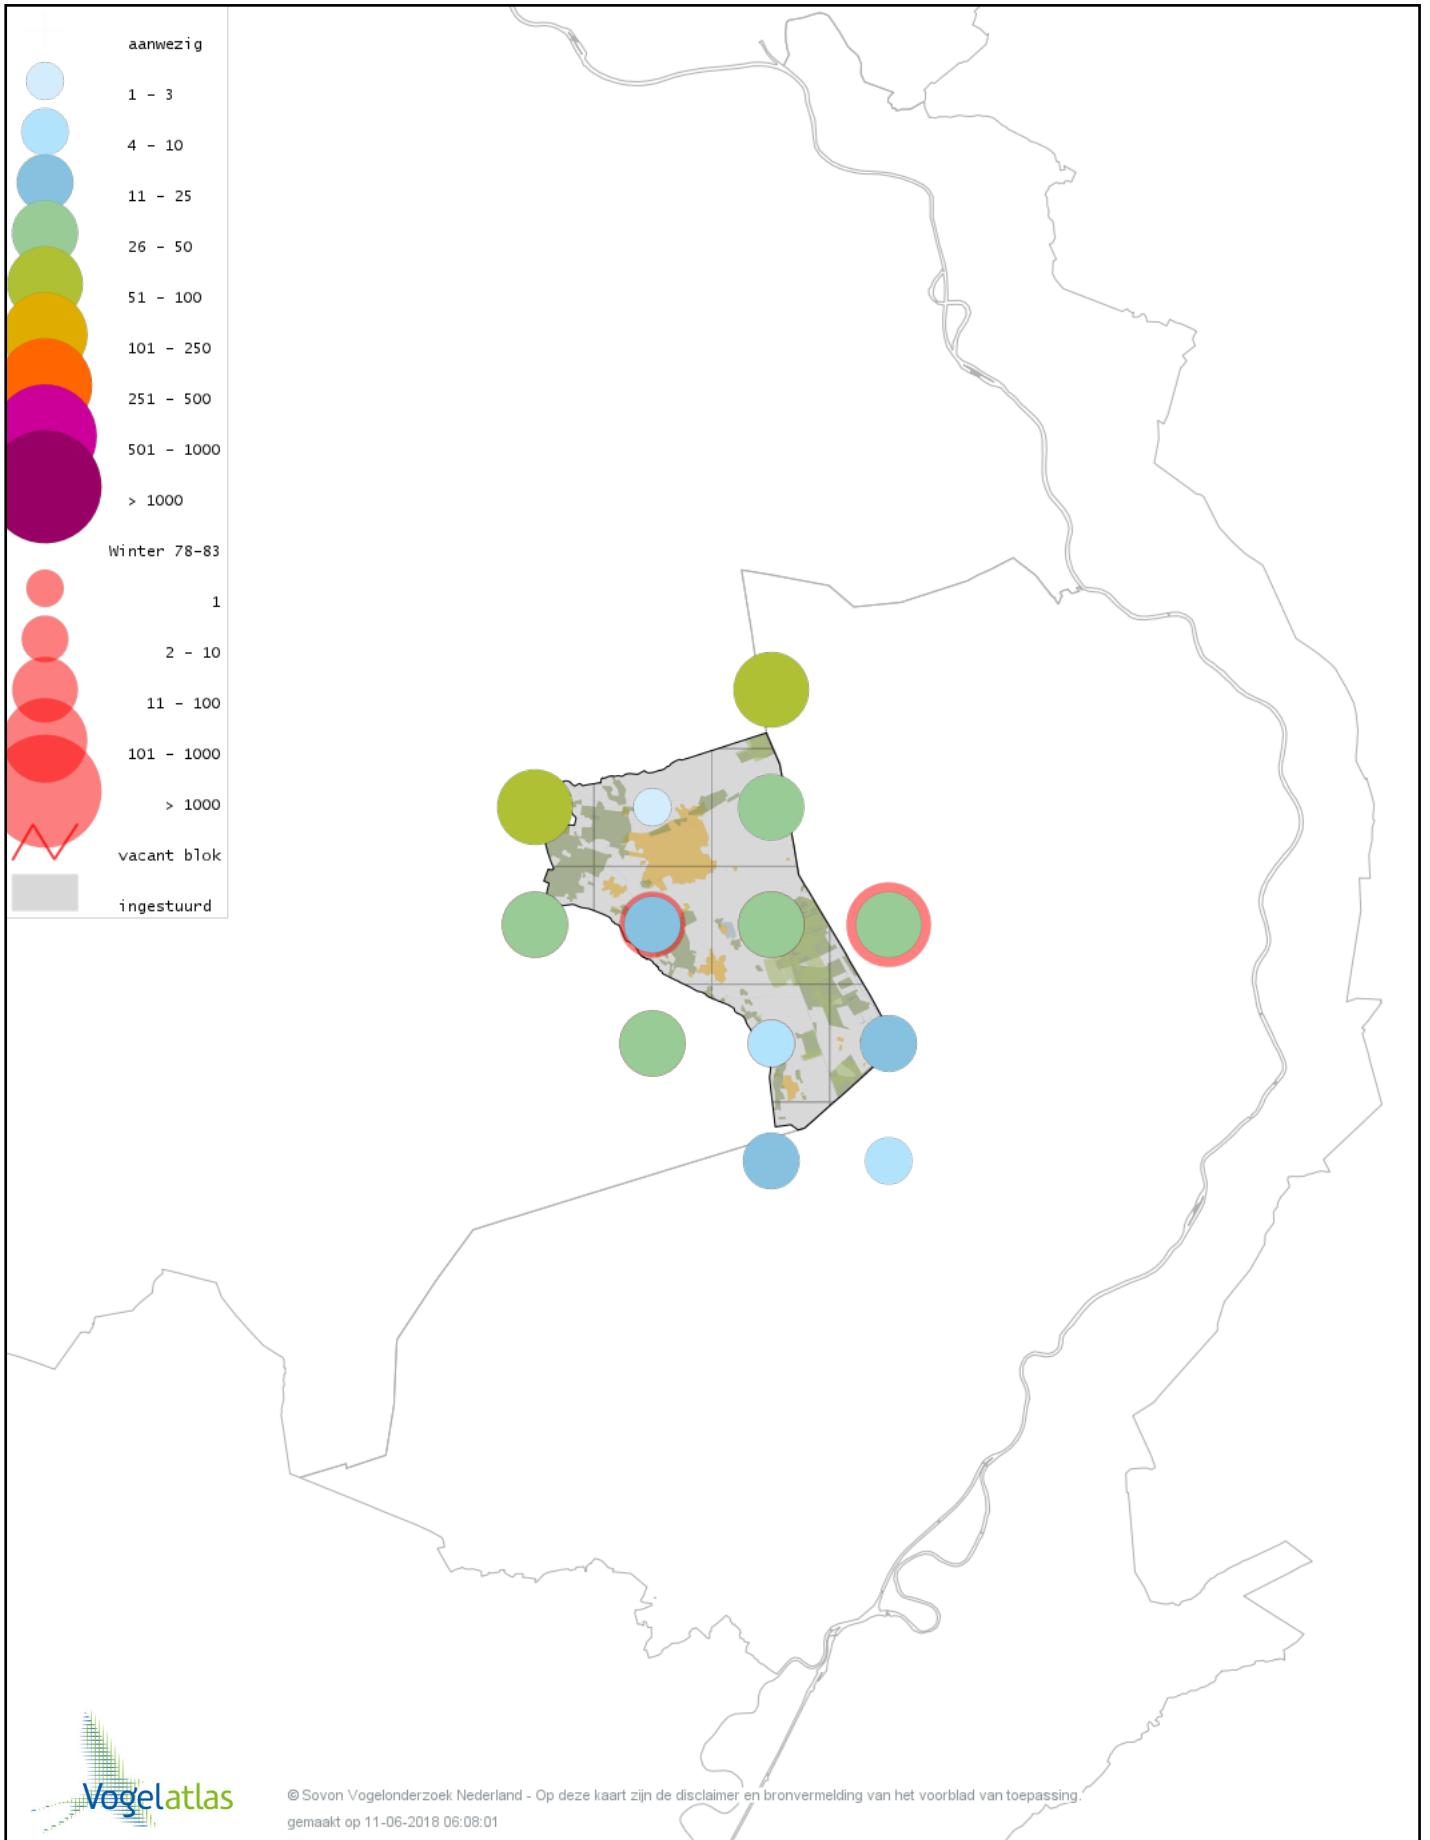 aanwezig
1 - 3
4 - 10
11 - 25
26 - 50
51 - 100
101 - 250
251 - 500
501 - 1000
> 1000
Winter 78-83
1
2 - 10
11 - 100
101 - 1000
> 1000
vacant blok
ingestuurd
Vogelatlas
© Sovon Vogelonderzoek Nederland - Op deze kaart zijn de disclaimer en bronvermelding van het voorblad van toepassing.
gemaakt op 11-06-2018 06:08:01